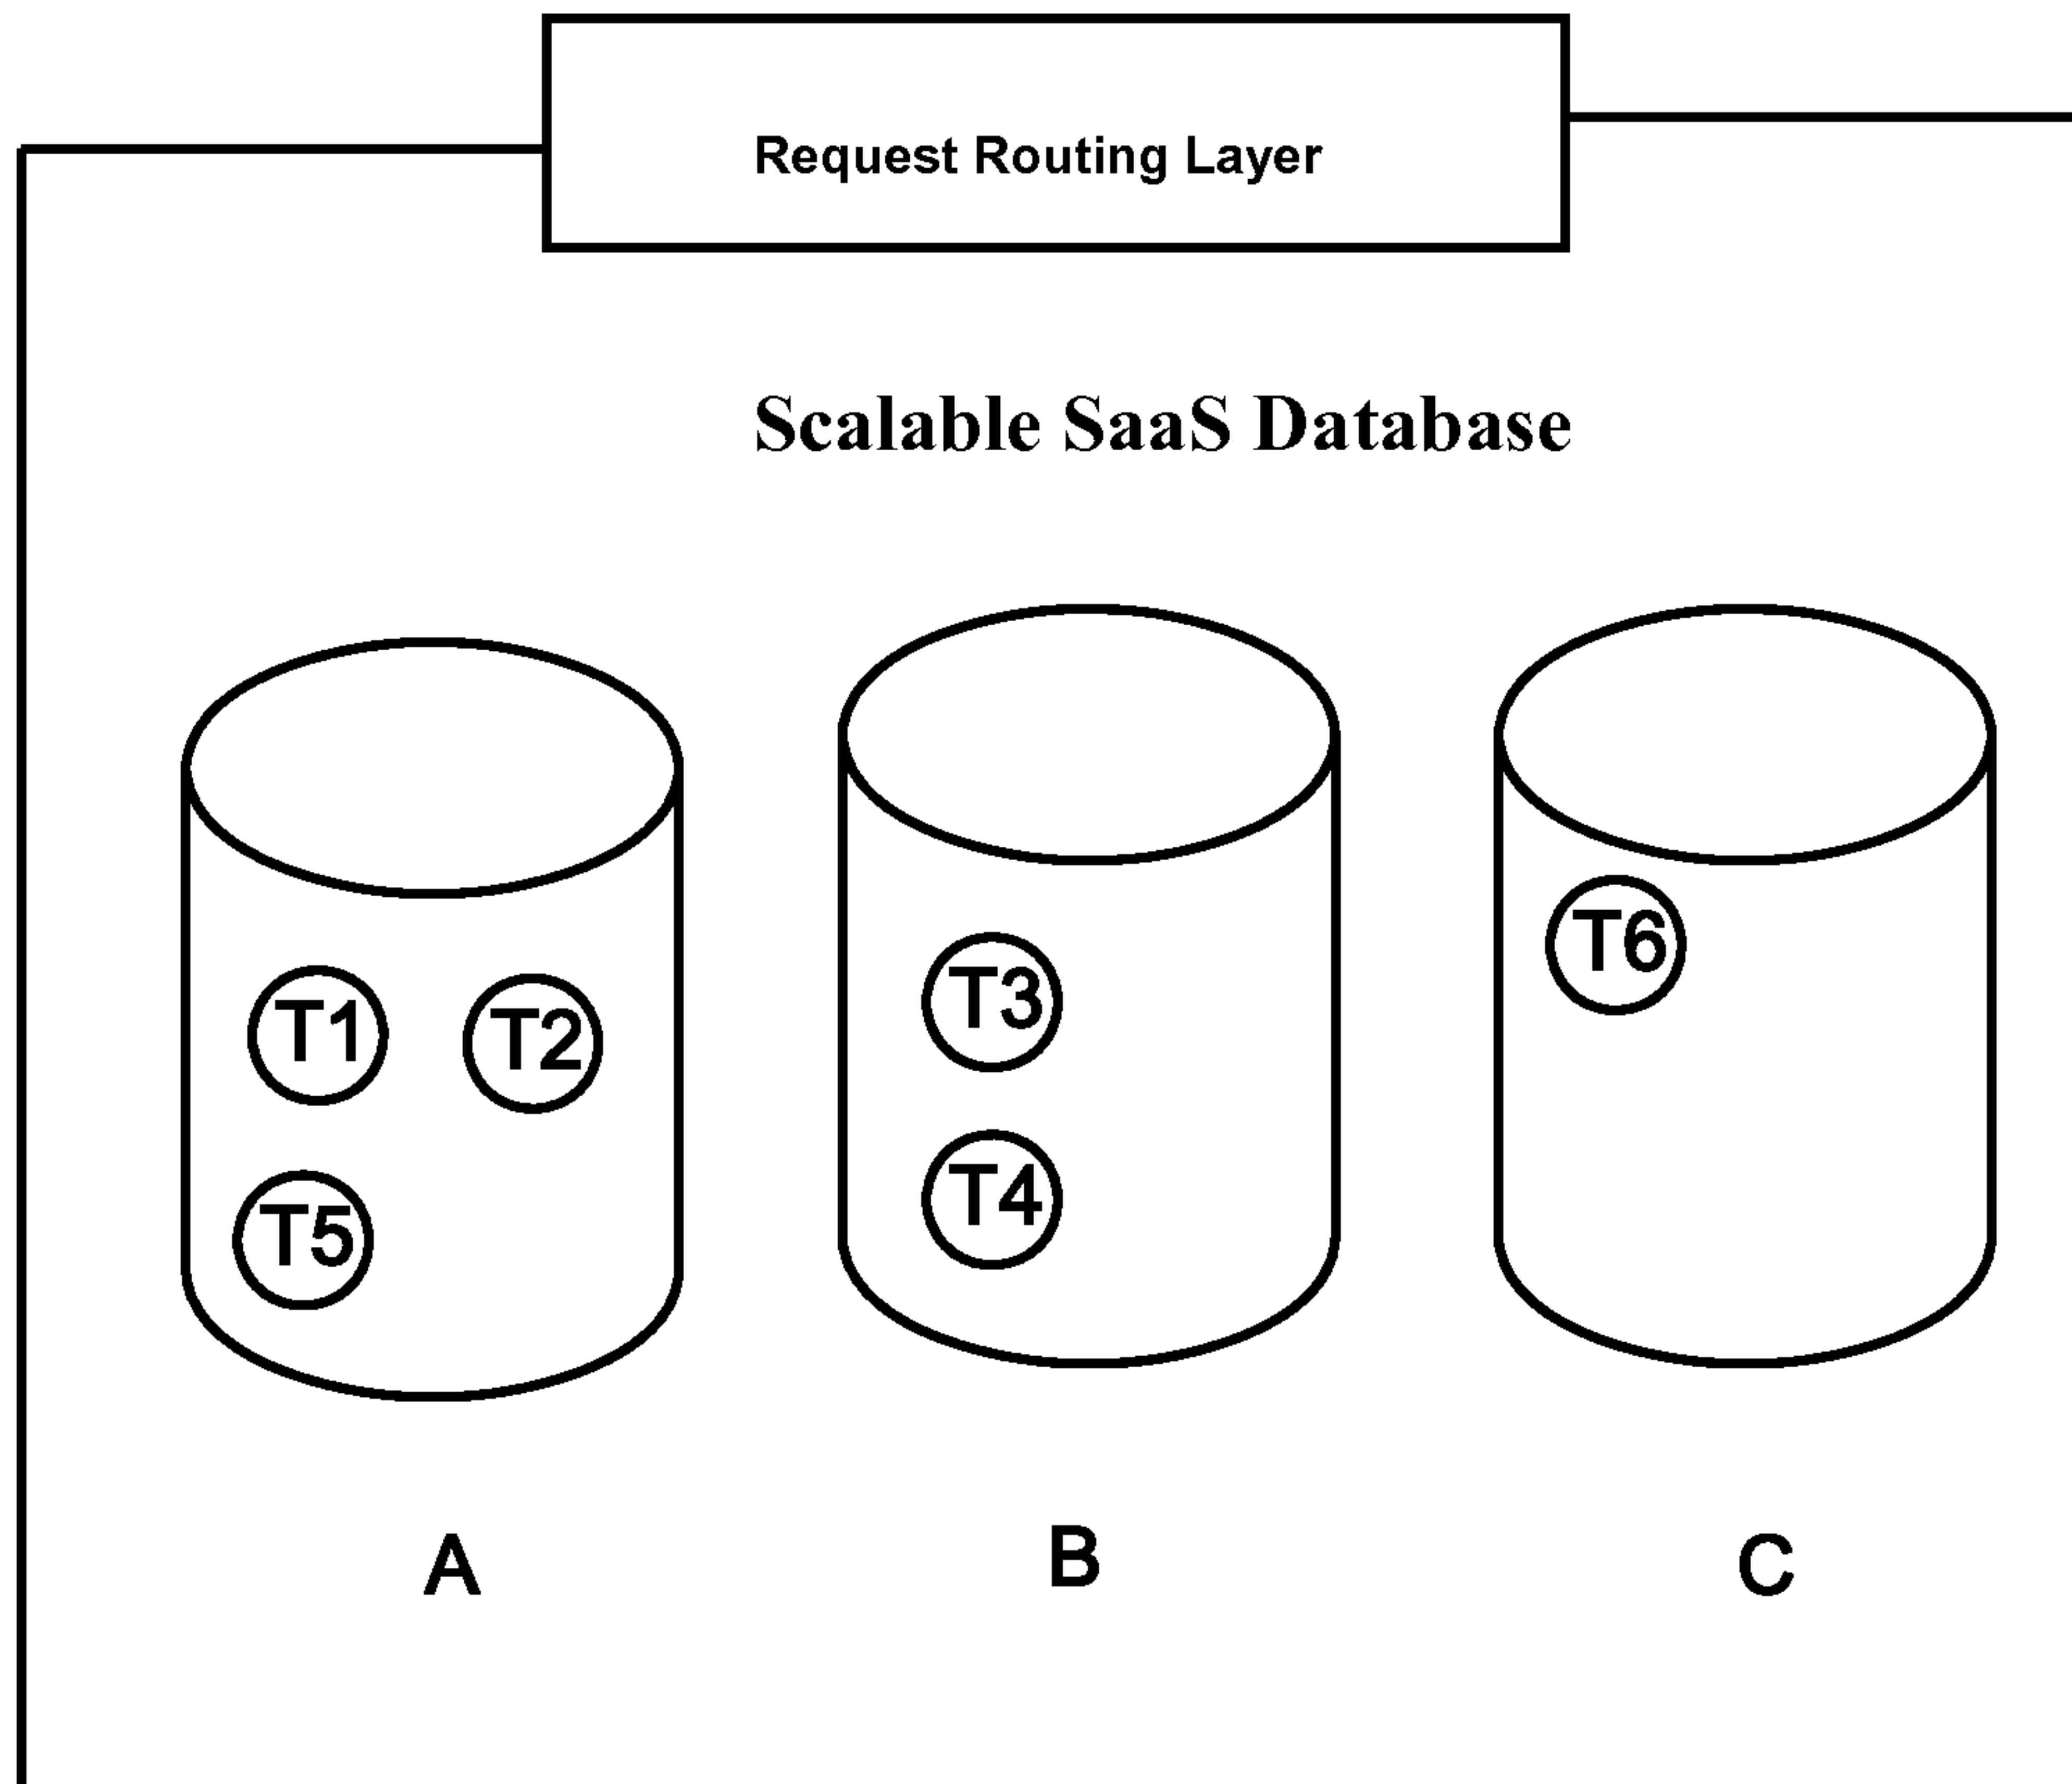 Request Routing Layer
Scalable SaaS Database
T1 T2
T5
T3
T4
T6
A
B
C